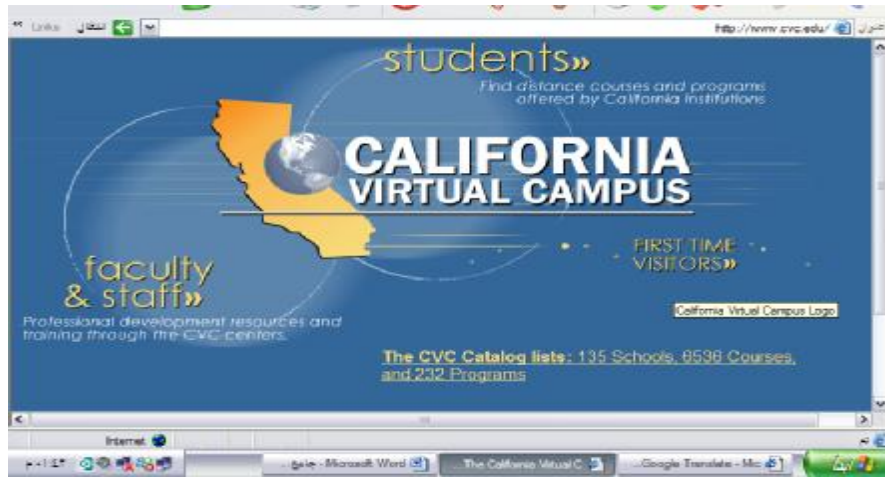 Links
انتقال
http://www.cvc.edu/
students»
Find distance courses and programs
offered by California Institutions
CALIFORNIA
VIRTUAL CAMPUS
FIRST TIME
VISITORS»
faculty
& staff»
Professional development resources and
training through the CVC centers.
California Virtual Campus Logo
The CVC Catalog lists: 135 Schools, 6536 Courses,
and 232 Programs
Internet
Microsoft Word
The California Virtual C...
Google Translate - Mic...